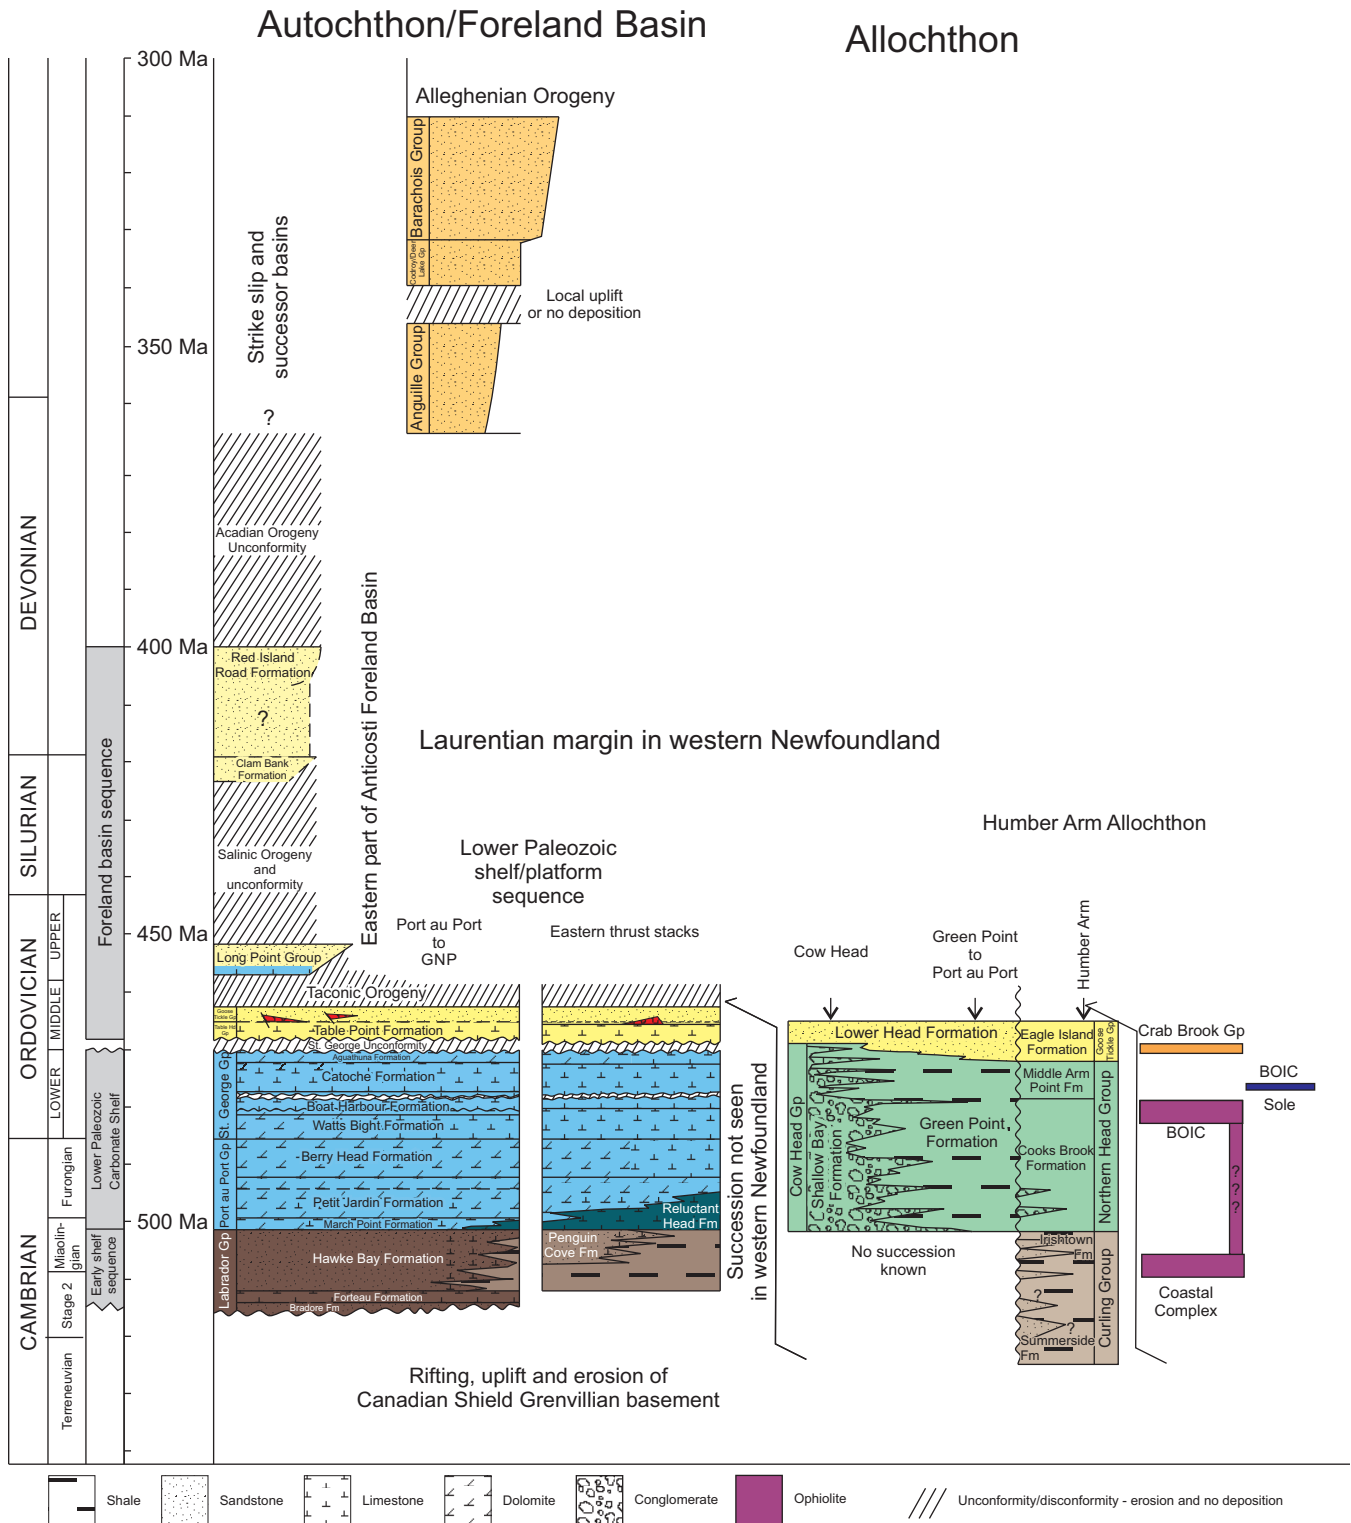 Autochthon/Foreland Basin
Allochthon
300 Ma
350 Ma
400 Ma
450 Ma
500 Ma
DEVONIAN
SILURIAN
ORDOVICIAN
CAMBRIAN
UPPER
MIDDLE
LOWER
Furongian
Miaolin-
gian
Stage 2
Terreneuvian
Foreland basin sequence
Lower Paleozoic
Carbonate Shelf
Early shelf
sequence
Alleghenian Orogeny
Barachois Group
Codroy/Deer
Lake Gp
Local uplift
or no deposition
Anguille Group
Strike slip and
successor basins
?
Acadian Orogeny
Unconformity
Red Island
Road Formation
?
Clam Bank
Formation
Salinic Orogeny
and
unconformity
Eastern part of Anticosti Foreland Basin
Long Point Group
Taconic Orogeny
Laurentian margin in western Newfoundland
Lower Paleozoic
shelf/platform
sequence
Port au Port
to
GNP
Eastern thrust stacks
Goose
Tickle Gp
Table Hd
Gp
Table Point Formation
St. George Unconformity
Aguathuna Formation
Catoche Formation
Boat Harbour Formation
Watts Bight Formation
Berry Head Formation
Petit Jardin Formation
March Point Formation
Hawke Bay Formation
Forteau Formation
Bradore Fm
St. George Gp
Port au Port Gp
Labrador Gp
Reluctant
Head Fm
Penguin
Cove Fm
Succession not seen
in western Newfoundland
Rifting, uplift and erosion of
Canadian Shield Grenvillian basement
Humber Arm Allochthon
Cow Head
Green Point
to
Port au Port
Humber Arm
Lower Head Formation
Eagle Island
Formation
Goose
Tickle Gp
Cow Head Gp
Shallow Bay
Formation
Green Point
Formation
Middle Arm
Point Fm
Cooks Brook
Formation
Northern Head Group
No succession
known
Irishtown
Fm
?
?
Summerside
Fm
Curling Group
Crab Brook Gp
BOIC
Sole
BOIC
?
?
?
Coastal
Complex
Shale
Sandstone
Limestone
Dolomite
Conglomerate
Ophiolite
Unconformity/disconformity - erosion and no deposition